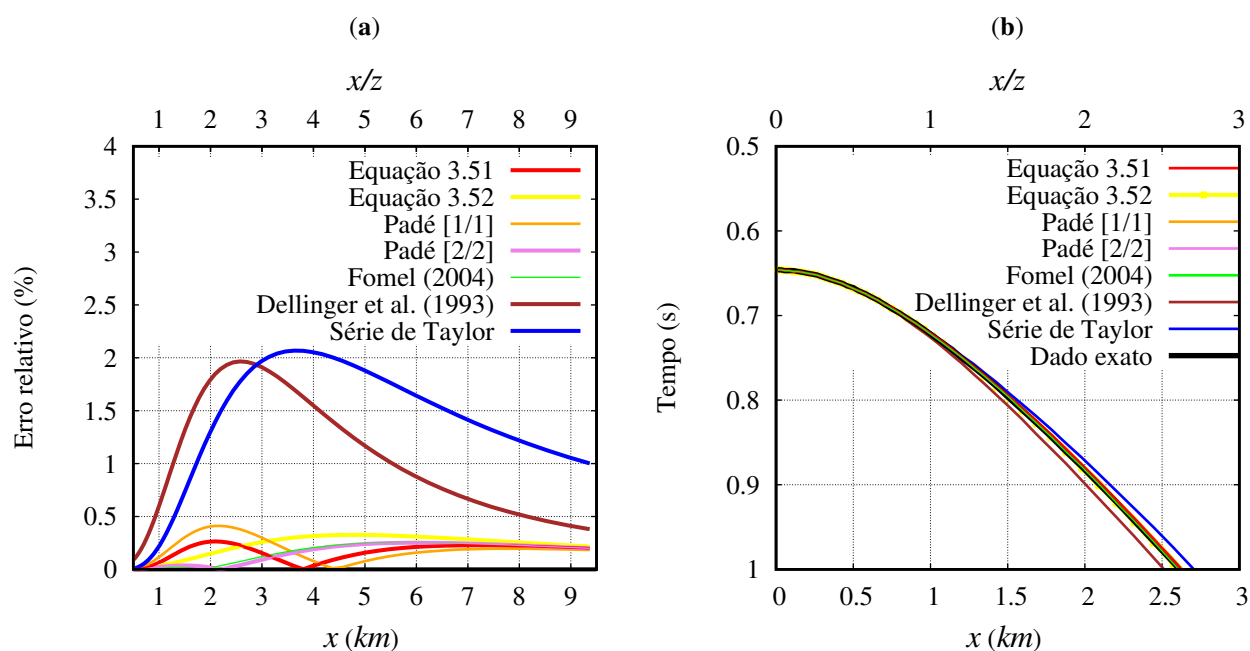 (a)
x/z
1 2 3 4 5 6 7 8 9
4
3.5
3
2.5
2
1.5
1
0.5
0
Erro relativo (%)
Equação 3.51
Equação 3.52
Padé [1/1]
Padé [2/2]
Fomel (2004)
Dellinger et al. (1993)
Série de Taylor
1 2 3 4 5 6 7 8 9
x (km)
(b)
x/z
0 1 2 3
0.5
0.6
0.7
0.8
0.9
1
Tempo (s)
Equação 3.51
Equação 3.52
Padé [1/1]
Padé [2/2]
Fomel (2004)
Dellinger et al. (1993)
Série de Taylor
Dado exato
0 0.5 1 1.5 2 2.5 3
x (km)